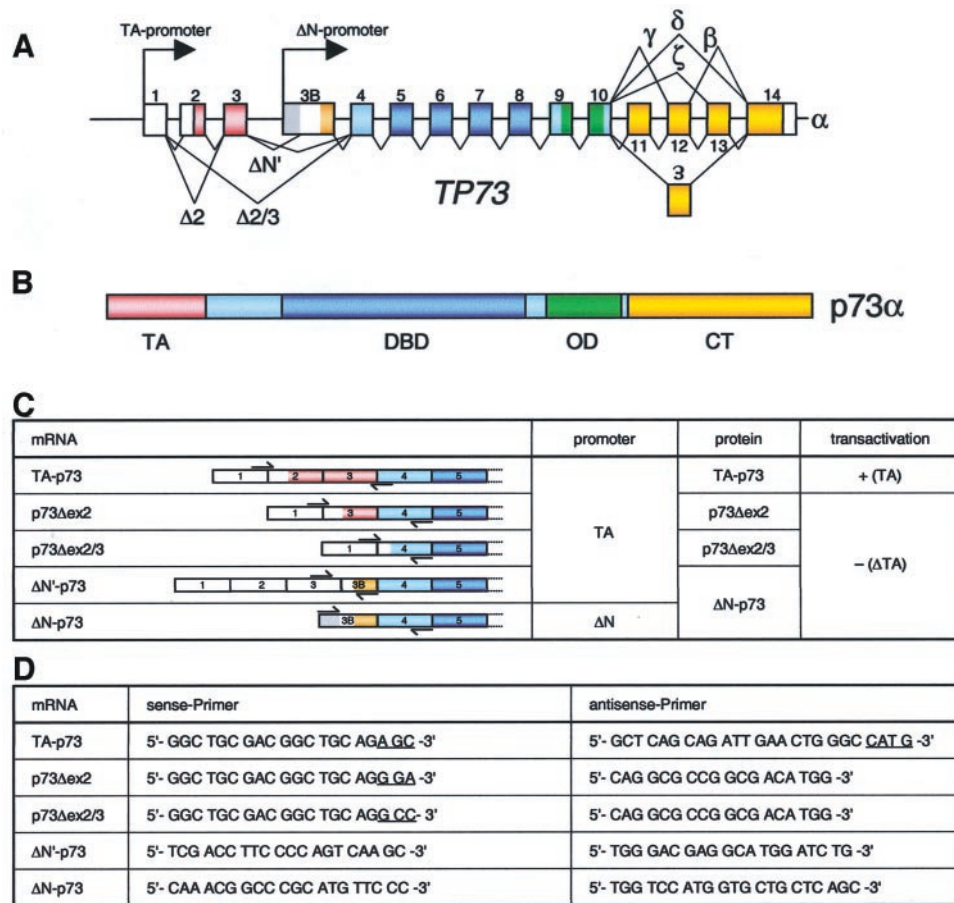 A
TA-promoter
ΔN-promoter
γ δ ζ β
1 2 3 3B 4 5 6 7 8 9 10 14 α
11 12 13
ΔN'
Δ2 Δ2/3
TP73
ε
B
p73α
TA DBD OD CT
C
mRNA promoter protein transactivation
TA-p73 1 2 3 4 5 TA TA-p73 + (TA)
p73Δex2 1 3 4 5 p73Δex2 – (ΔTA)
p73Δex2/3 1 4 5 p73Δex2/3
ΔN'-p73 1 2 3 3B 4 5 ΔN-p73
ΔN-p73 3B 4 5 ΔN
D
mRNA sense-Primer antisense-Primer
TA-p73 5'- GGC TGC GAC GGC TGC AGA GC -3' 5'- GCT CAG CAG ATT GAA CTG GGC CAT G -3'
p73Δex2 5'- GGC TGC GAC GGC TGC AGG GA -3' 5'- CAG GCG CCG GCG ACA TGG -3'
p73Δex2/3 5'- GGC TGC GAC GGC TGC AGG CC- 3' 5'- CAG GCG CCG GCG ACA TGG -3'
ΔN'-p73 5'- TCG ACC TTC CCC AGT CAA GC -3' 5'- TGG GAC GAG GCA TGG ATC TG -3'
ΔN-p73 5'- CAA ACG GCC CGC ATG TTC CC -3' 5'- TGG TCC ATG GTG CTG CTC AGC -3'